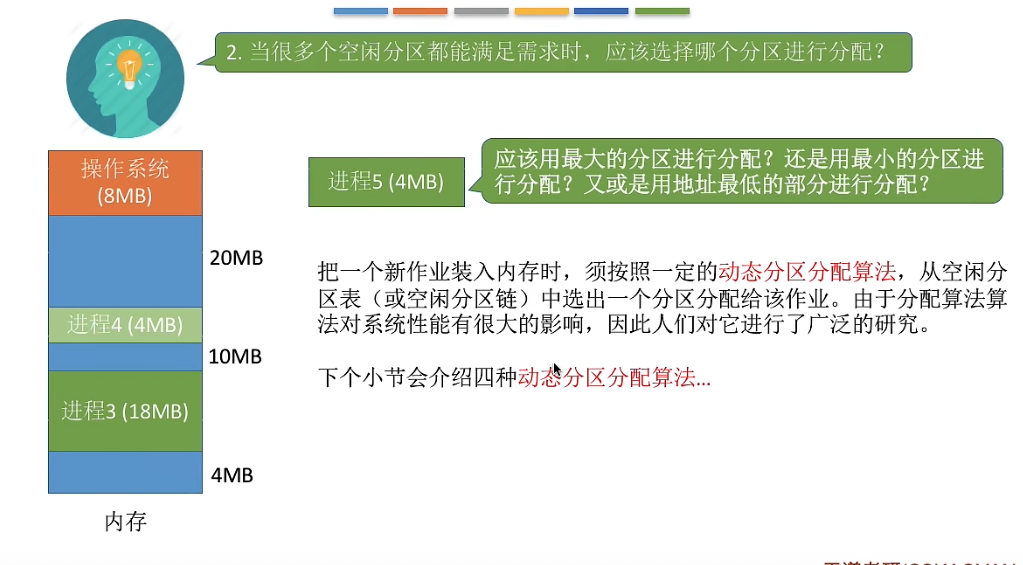 2. 当很多个空闲分区都能满足需求时，应该选择哪个分区进行分配？
操作系统
(8MB)
20MB
进程4 (4MB)
10MB
进程3 (18MB)
4MB
内存
进程5 (4MB)
应该用最大的分区进行分配？还是用最小的分区进
行分配？又或是用地址最低的部分进行分配？
把一个新作业装入内存时，须按照一定的动态分区分配算法，从空闲分
区表（或空闲分区链）中选出一个分区分配给该作业。由于分配算法算
法对系统性能有很大的影响，因此人们对它进行了广泛的研究。
下个小节会介绍四种动态分区分配算法...